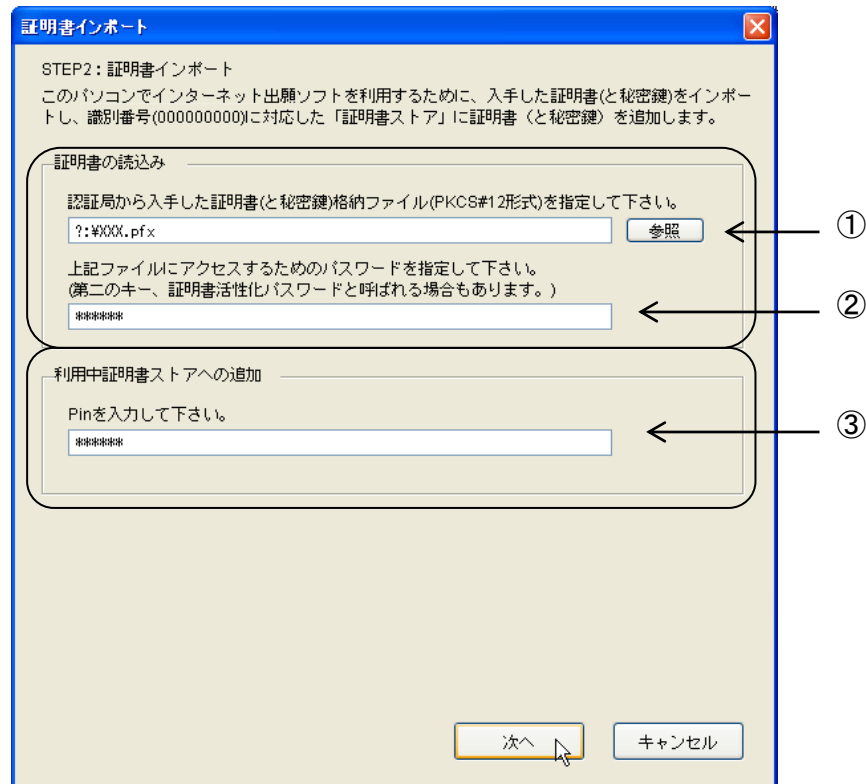 証明書インポート
STEP2:証明書インポート
このパソコンでインターネット出願ソフトを利用するために、入手した証明書(と秘密鍵)をインポー
トし、識別番号(000000000)に対応した「証明書ストア」に証明書(と秘密鍵)を追加します。
証明書の読込み
認証局から入手した証明書(と秘密鍵)格納ファイル(PKCS#12形式)を指定して下さい。
?:¥XXX.pfx 参照 ①
上記ファイルにアクセスするためのパスワードを指定して下さい。
(第二のキー、証明書活性化パスワードと呼ばれる場合もあります。)
****** ②
利用中証明書ストアへの追加
Pinを入力して下さい。
****** ③
次へ キャンセル